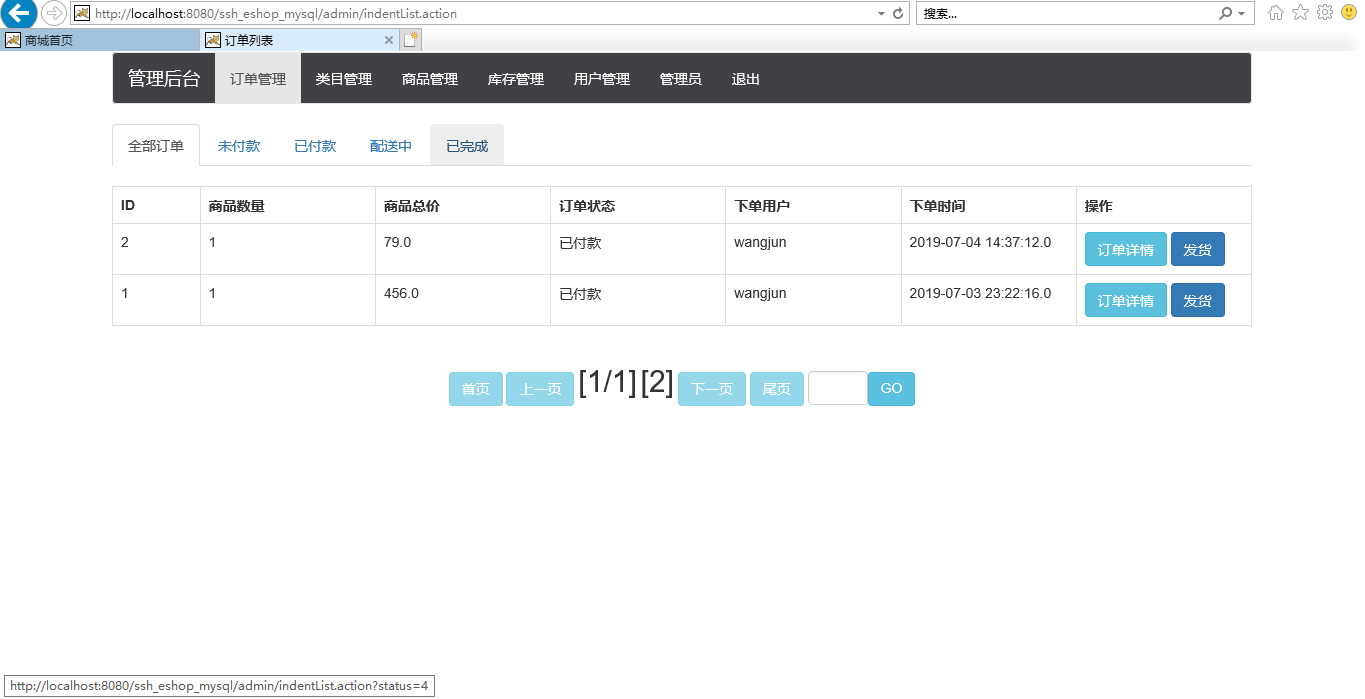 http://localhost:8080/ssh_eshop_mysql/admin/indentList.action 搜索...
商城首页 订单列表
管理后台 订单管理 类目管理 商品管理 库存管理 用户管理 管理员 退出
全部订单 未付款 已付款 配送中 已完成
ID 商品数量 商品总价 订单状态 下单用户 下单时间 操作
2 1 79.0 已付款 wangjun 2019-07-04 14:37:12.0 订单详情 发货
1 1 456.0 已付款 wangjun 2019-07-03 23:22:16.0 订单详情 发货
首页 上一页 [1/1][2] 下一页 尾页 GO
http://localhost:8080/ssh_eshop_mysql/admin/indentList.action?status=4